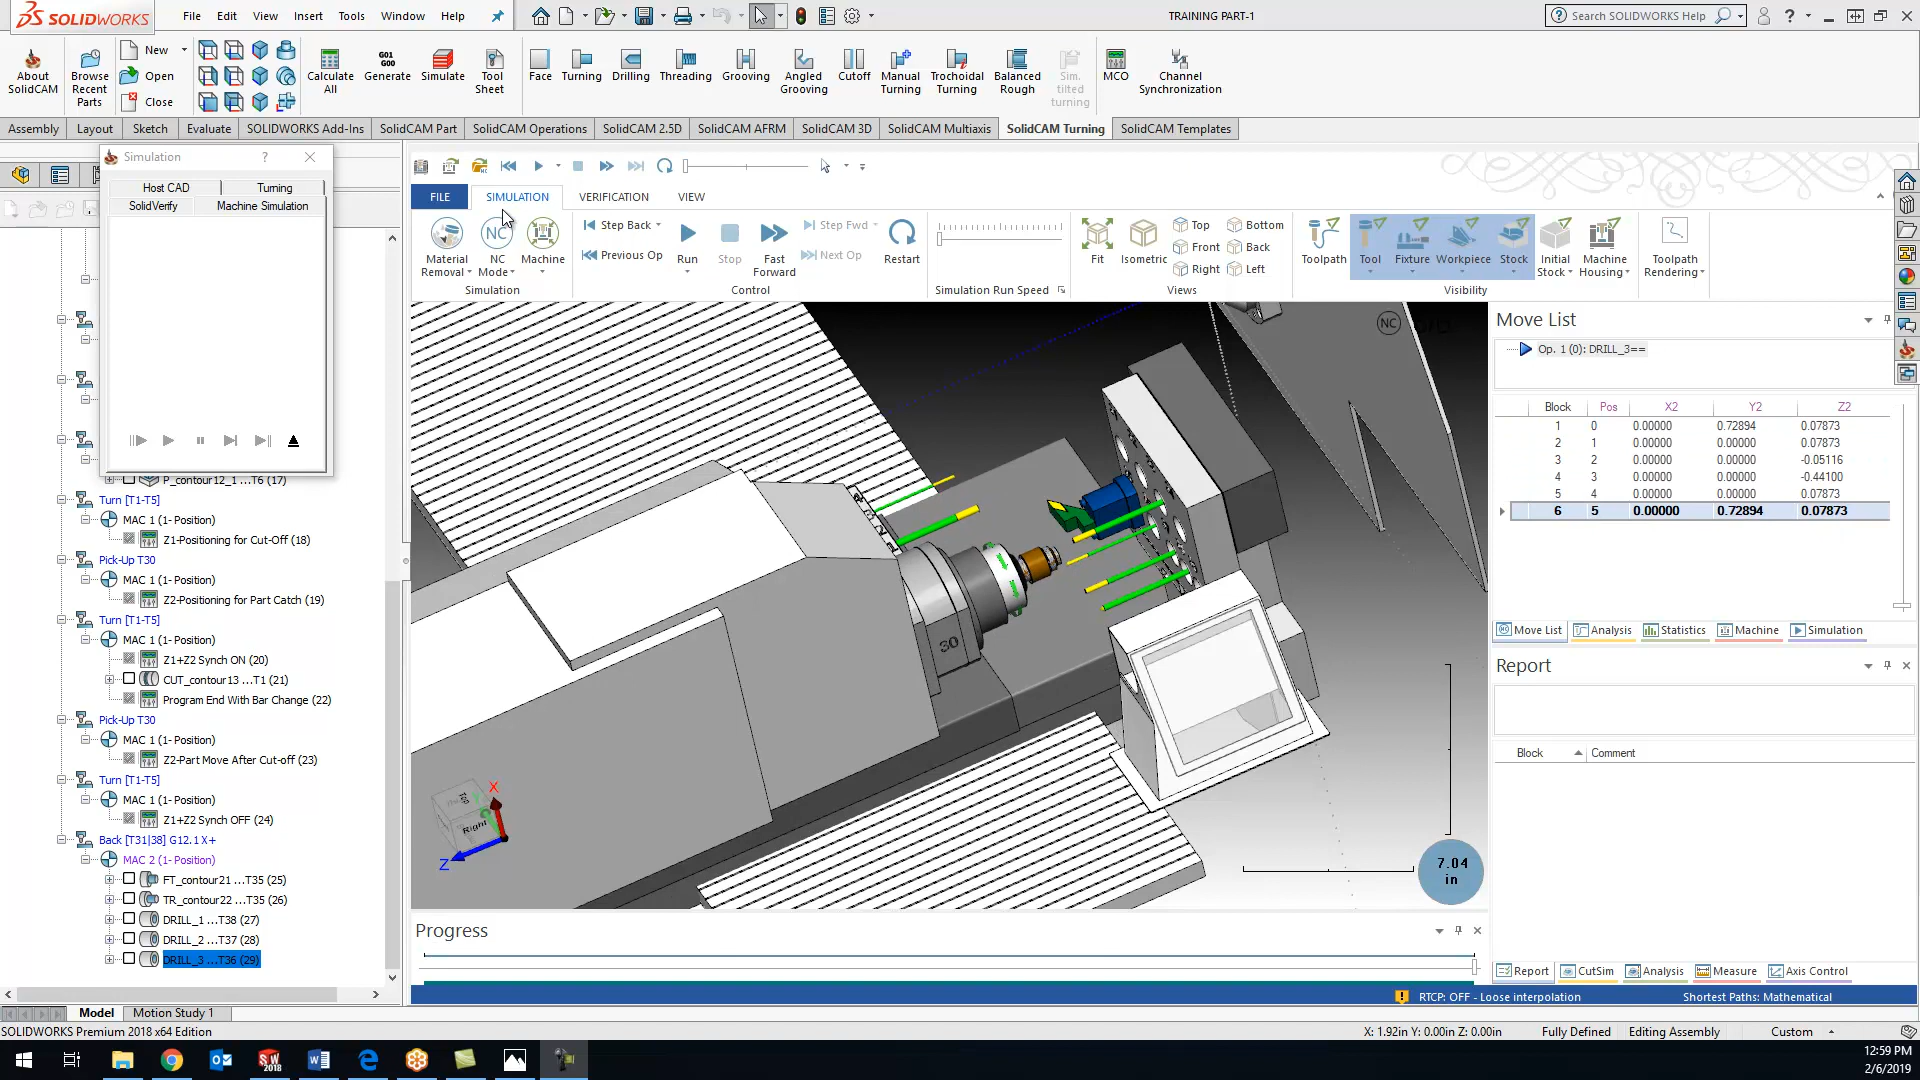 SOLIDWORKS
File Edit View Insert Tools Window Help
TRAINING PART-1
Search SOLIDWORKS Help
About SolidCAM
Browse Recent Parts
New
Open
Close
Calculate All
G01 G00
Generate
Simulate
Tool Sheet
Face
Turning
Drilling
Threading
Grooving
Angled Grooving
Cutoff
Manual Turning
Trochoidal Turning
Balanced Rough
Sim. tilted turning
MCO
Channel Synchronization
Assembly Layout Sketch Evaluate SOLIDWORKS Add-Ins SolidCAM Part SolidCAM Operations SolidCAM 2.5D SolidCAM AFRM SolidCAM 3D SolidCAM Multiaxis SolidCAM Turning SolidCAM Templates
Simulation ?
Host CAD Turning
SolidVerify Machine Simulation
FILE SIMULATION VERIFICATION VIEW
Material Removal
NC
NC Mode
Machine
Simulation
Step Back
Previous Op
Run
Stop
Fast Forward
Step Fwd
Next Op
Restart
Control
Simulation Run Speed
Fit
Isometric
Top Bottom
Front Back
Right Left
Views
Toolpath
Tool
Fixture
Workpiece
Stock
Initial Stock
Machine Housing
Visibility
Toolpath Rendering
P_contour12_1 ...T6 (17)
Turn [T1-T5]
MAC 1 (1- Position)
Z1-Positioning for Cut-Off (18)
Pick-Up T30
MAC 1 (1- Position)
Z2-Positioning for Part Catch (19)
Turn [T1-T5]
MAC 1 (1- Position)
Z1+Z2 Synch ON (20)
CUT_contour13 ...T1 (21)
Program End With Bar Change (22)
Pick-Up T30
MAC 1 (1- Position)
Z2-Part Move After Cut-off (23)
Turn [T1-T5]
MAC 1 (1- Position)
Z1+Z2 Synch OFF (24)
Back [T31|38] G12.1 X+
MAC 2 (1- Position)
FT_contour21 ...T35 (25)
TR_contour22 ...T35 (26)
DRILL_1 ...T38 (27)
DRILL_2 ...T37 (28)
DRILL_3 ...T36 (29)
NC
30
Top
Right
X
Z
7.04 in
Move List
Op. 1 (0): DRILL_3==
Block Pos X2 Y2 Z2
1 0 0.00000 0.72894 0.07873
2 1 0.00000 0.00000 0.07873
3 2 0.00000 0.00000 -0.05116
4 3 0.00000 0.00000 -0.44100
5 4 0.00000 0.00000 0.07873
6 5 0.00000 0.72894 0.07873
Move List Analysis Statistics Machine Simulation
Report
Block Comment
Report CutSim Analysis Measure Axis Control
Progress
RTCP: OFF - Loose interpolation Shortest Paths: Mathematical
Model Motion Study 1
SOLIDWORKS Premium 2018 x64 Edition
X: 1.92in Y: 0.00in Z: 0.00in Fully Defined Editing Assembly Custom
SW 2018
12:59 PM
2/6/2019